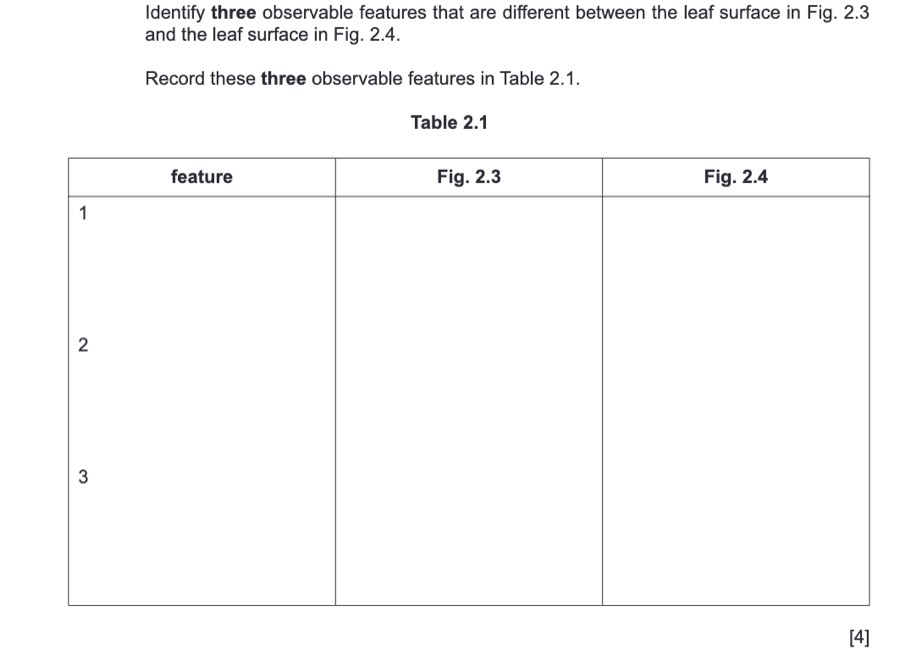 Identify three observable features that are different between the leaf surface in Fig. 2.3
and the leaf surface in Fig. 2.4.
Record these three observable features in Table 2.1.
Table 2.1
feature Fig. 2.3 Fig. 2.4
1
2
3
[4]